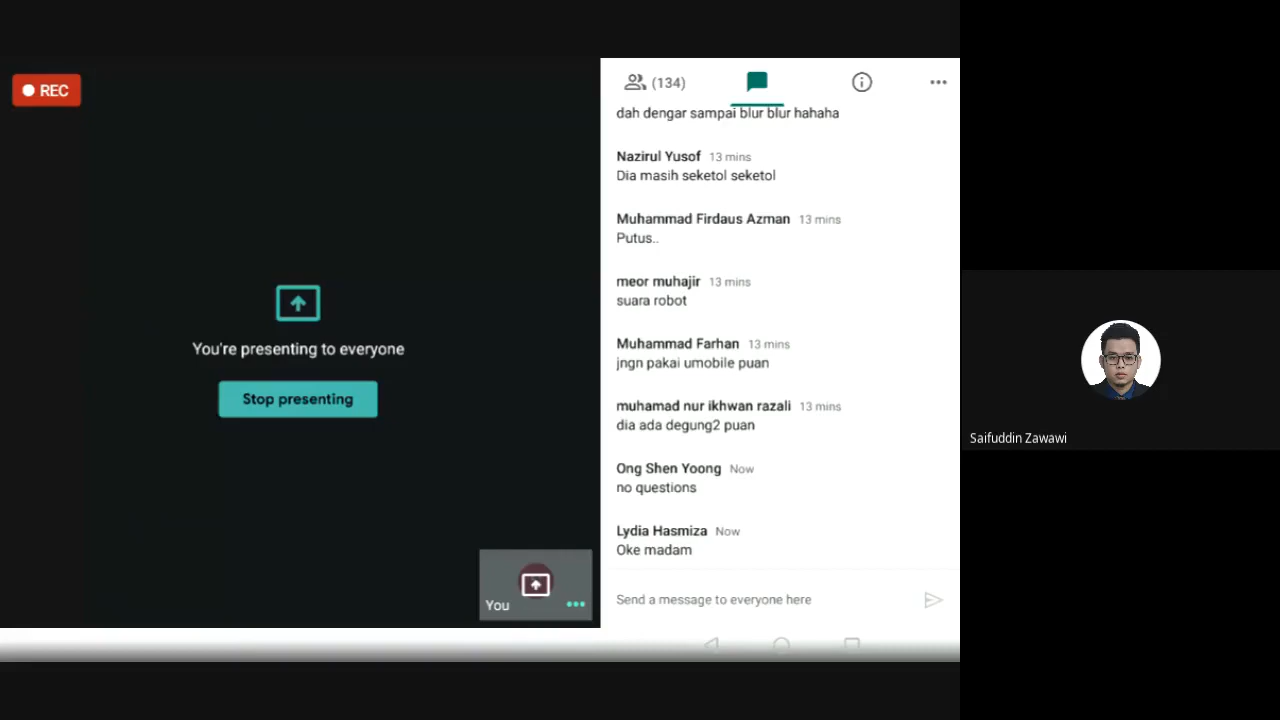 REC
(134)
dah dengar sampai blur blur hahaha
Nazirul Yusof 13 mins
Dia masih seketol seketol
Muhammad Firdaus Azman 13 mins
Putus..
meor muhajir 13 mins
suara robot
Muhammad Farhan 13 mins
jngn pakai umobile puan
muhamad nur ikhwan razali 13 mins
dia ada degung2 puan
Ong Shen Yoong Now
no questions
Lydia Hasmiza Now
Oke madam
Send a message to everyone here
You're presenting to everyone
Stop presenting
You
Saifuddin Zawawi